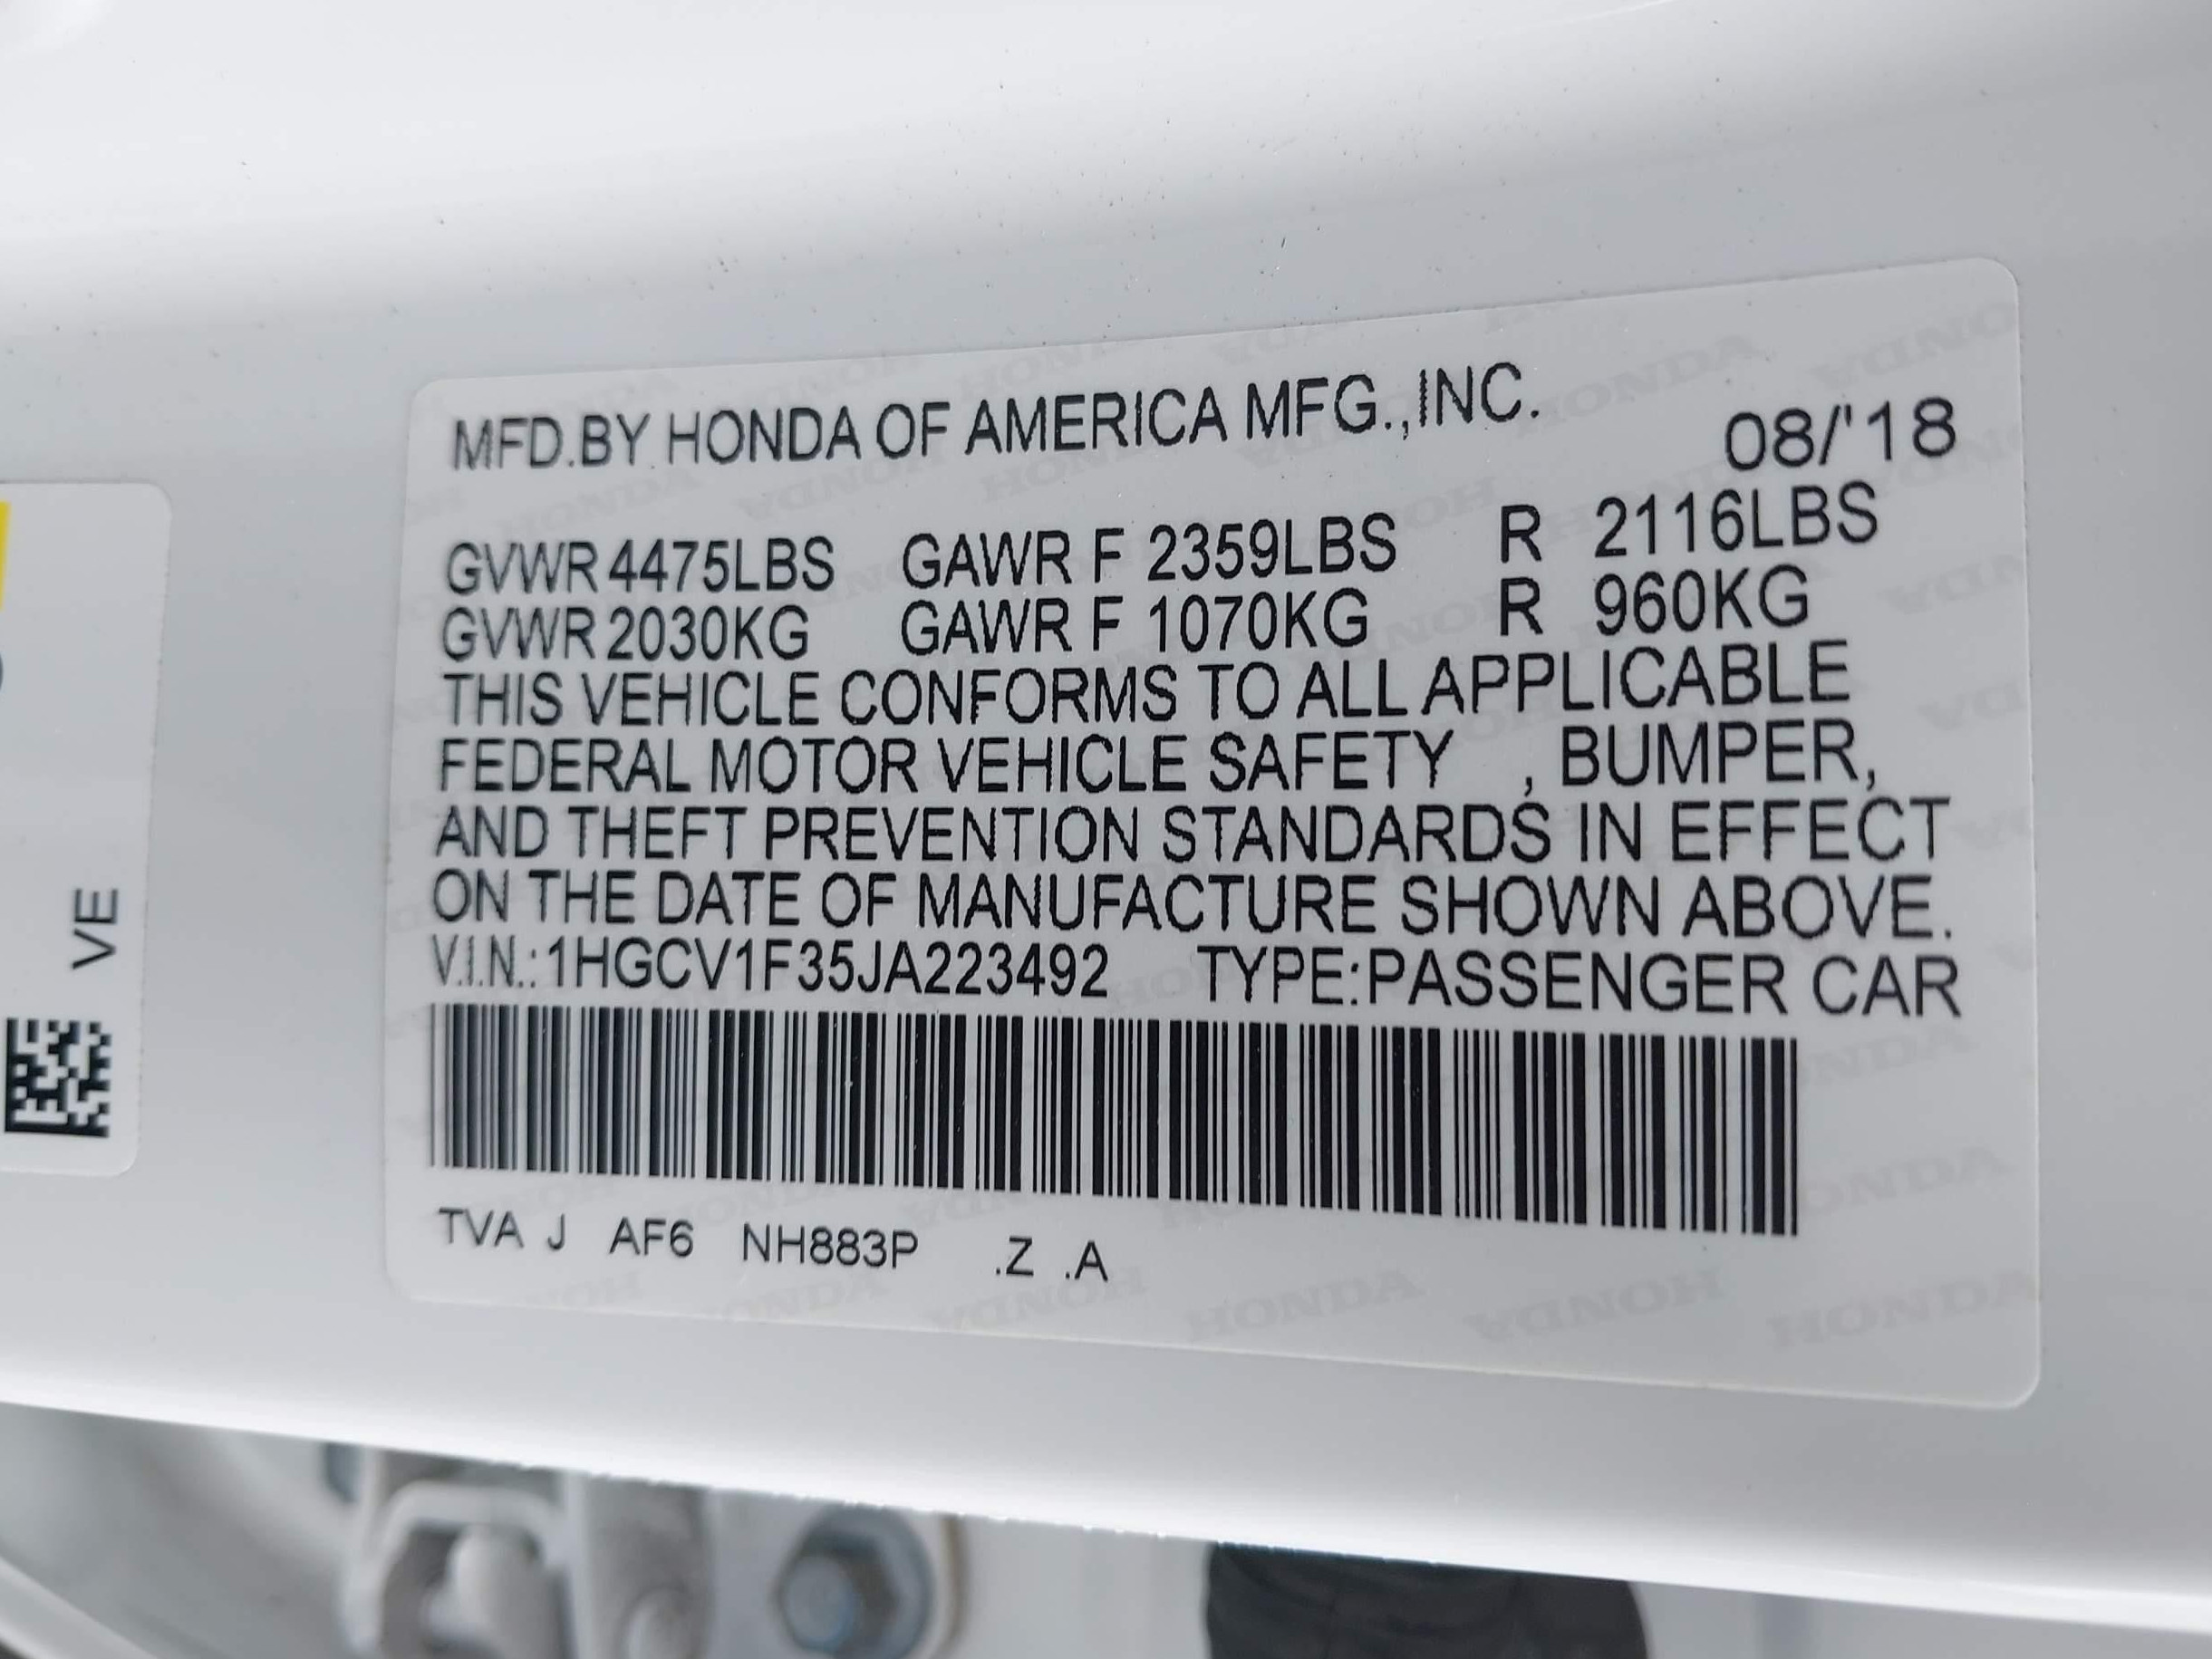 MFD.BY HONDA OF AMERICA MFG.,INC. 08/'18
GVWR 4475LBS GAWR F 2359LBS R 2116LBS
GVWR 2030KG GAWR F 1070KG R 960KG
THIS VEHICLE CONFORMS TO ALL APPLICABLE
FEDERAL MOTOR VEHICLE SAFETY , BUMPER,
AND THEFT PREVENTION STANDARDS IN EFFECT
ON THE DATE OF MANUFACTURE SHOWN ABOVE.
V.I.N.:1HGCV1F35JA223492 TYPE:PASSENGER CAR
TVA J AF6 NH883P .Z .A
VE